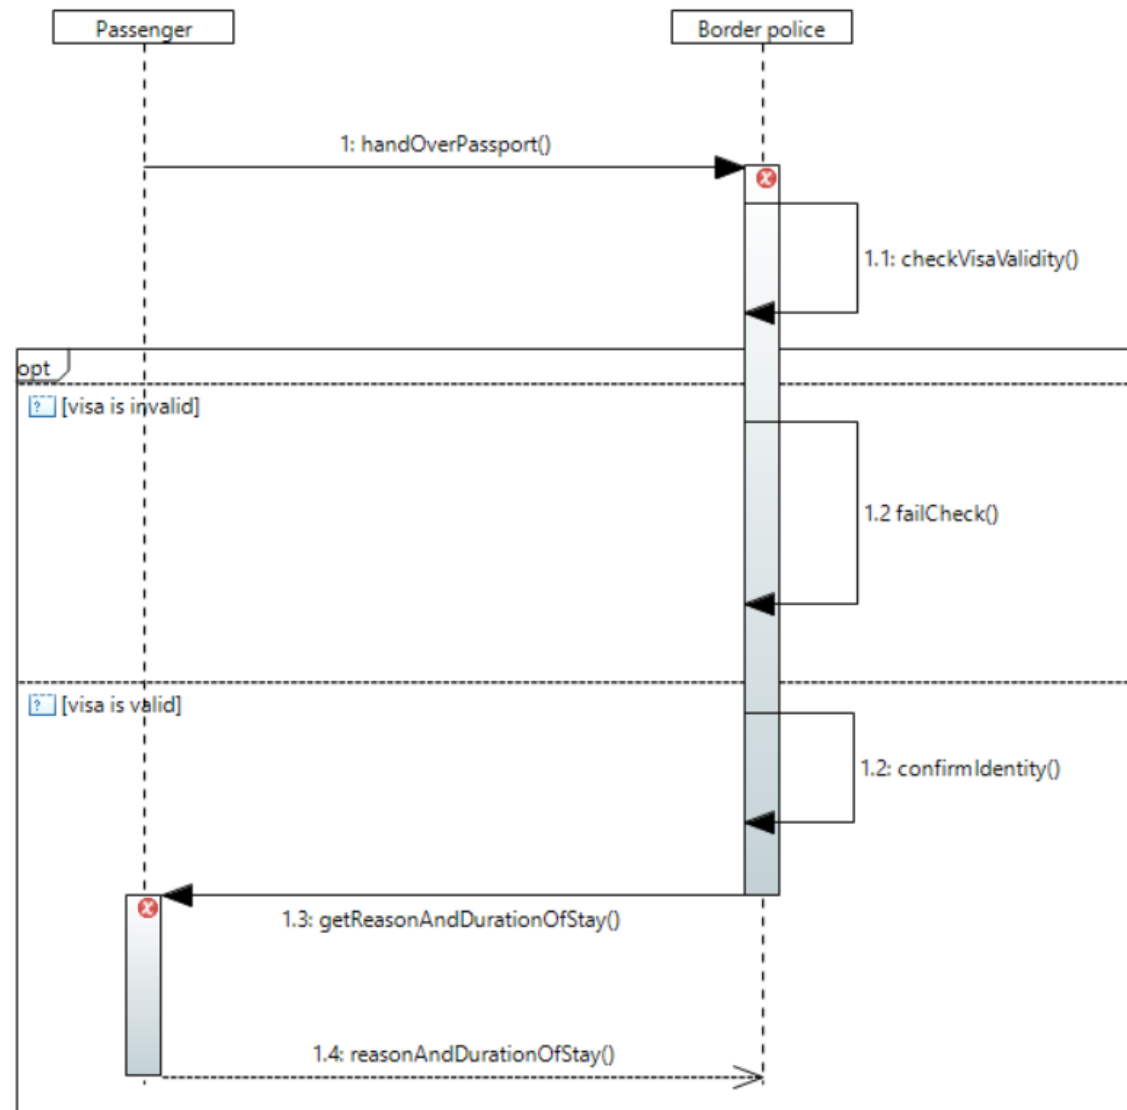 Passenger
Border police
1: handOverPassport()
1.1: checkVisaValidity()
opt
[visa is invalid]
1.2 failCheck()
[visa is valid]
1.2: confirmIdentity()
1.3: getReasonAndDurationOfStay()
1.4: reasonAndDurationOfStay()